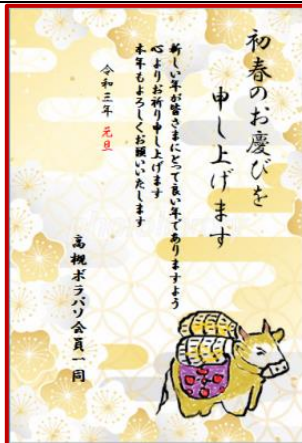 初春のお慶びを
申し上げます
新しい年が皆さまにとって良い年でありますよう
心よりお祈り申し上げます
本年もよろしくお願いいたします
令和三年 元旦
高槻ボラパソ会員一同